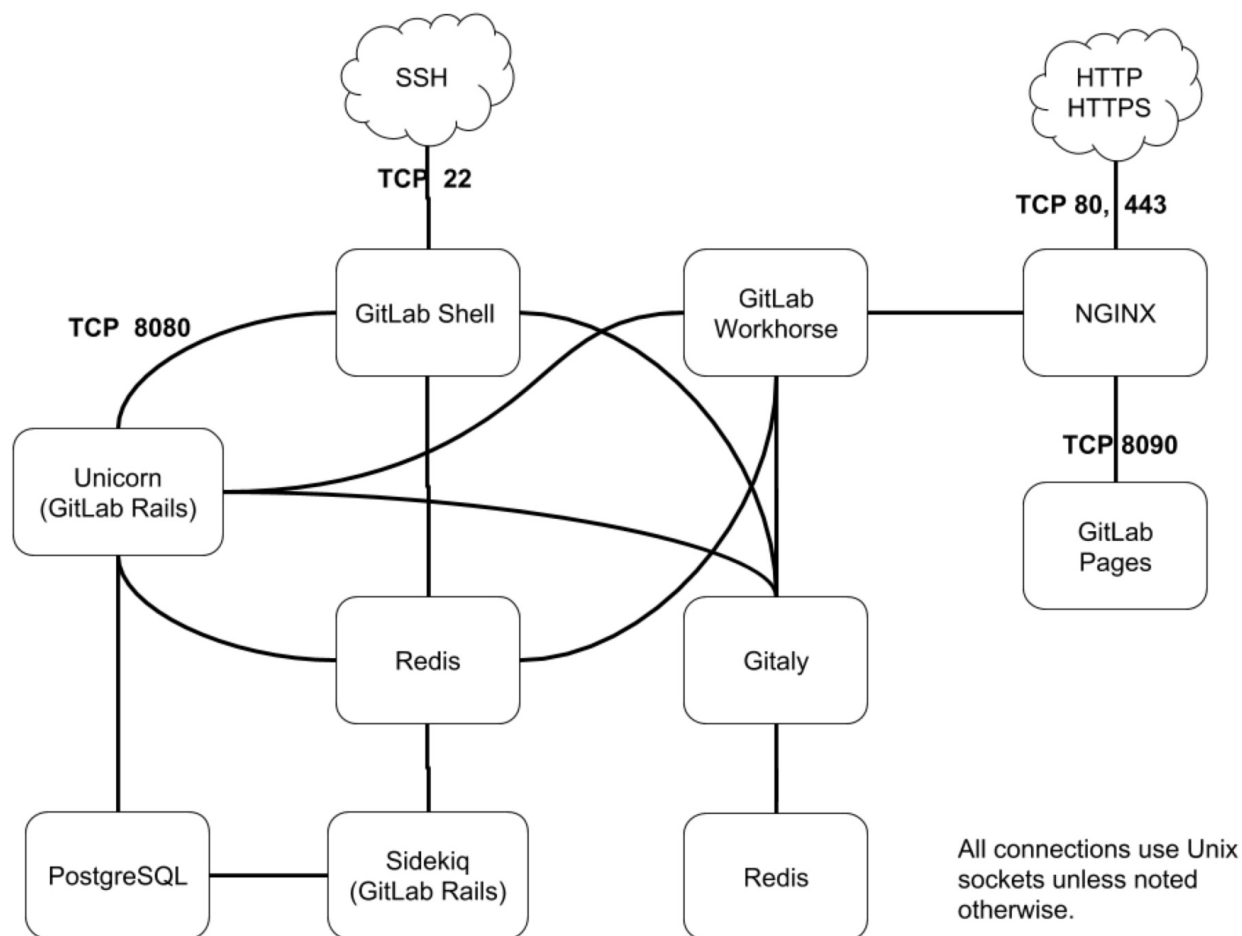 SSH
HTTP
HTTPS
TCP 22
TCP 80, 443
GitLab Shell
GitLab
Workhorse
NGINX
TCP 8080
TCP 8090
Unicorn
(GitLab Rails)
GitLab
Pages
Redis
Gitaly
PostgreSQL
Sidekiq
(GitLab Rails)
Redis
All connections use Unix
sockets unless noted
otherwise.